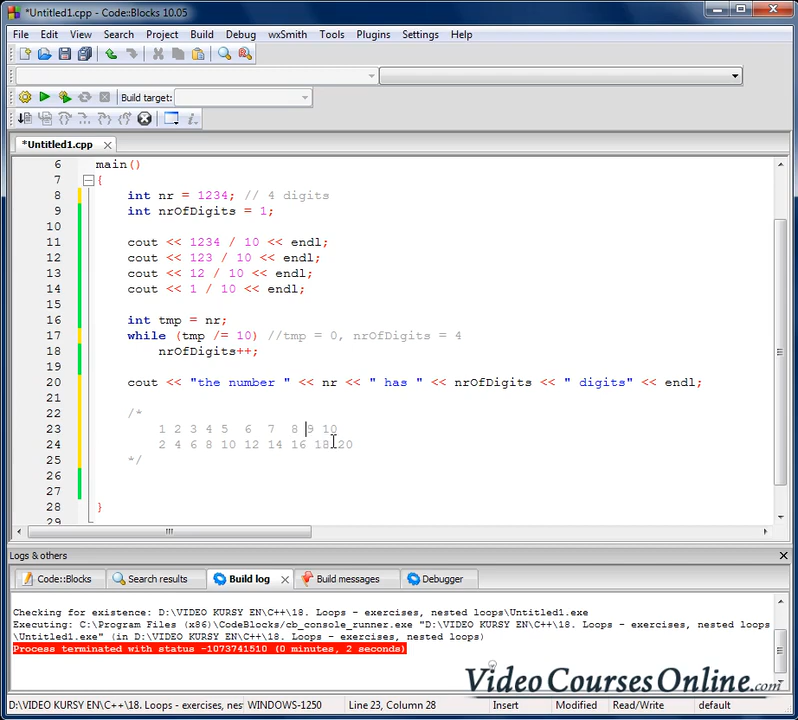 *Untitled1.cpp - Code::Blocks 10.05
File Edit View Search Project Build Debug wxSmith Tools Plugins Settings Help
Build target:
*Untitled1.cpp
6 main()
7 {
8 int nr = 1234; // 4 digits
9 int nrOfDigits = 1;
10
11 cout << 1234 / 10 << endl;
12 cout << 123 / 10 << endl;
13 cout << 12 / 10 << endl;
14 cout << 1 / 10 << endl;
15
16 int tmp = nr;
17 while (tmp /= 10) //tmp = 0, nrOfDigits = 4
18 nrOfDigits++;
19
20 cout << "the number " << nr << " has " << nrOfDigits << " digits" << endl;
21
22 /*
23 1 2 3 4 5 6 7 8 9 10
24 2 4 6 8 10 12 14 16 18 20
25 */
26
27
28 }
29
Logs & others
Code::Blocks Search results Build log Build messages Debugger
Checking for existence: D:\VIDEO KURSY EN\C++\18. Loops - exercises, nested loops\Untitled1.exe
Executing: C:\Program Files (x86)\CodeBlocks/cb_console_runner.exe "D:\VIDEO KURSY EN\C++\18. Loops - exercises, nested loops
\Untitled1.exe" (in D:\VIDEO KURSY EN\C++\18. Loops - exercises, nested loops)
Process terminated with status -1073741510 (0 minutes, 2 seconds)
VideoCoursesOnline.com
D:\VIDEO KURSY EN\C++\18. Loops - exercises, nes WINDOWS-1250 Line 23, Column 28 Insert Modified Read/Write default